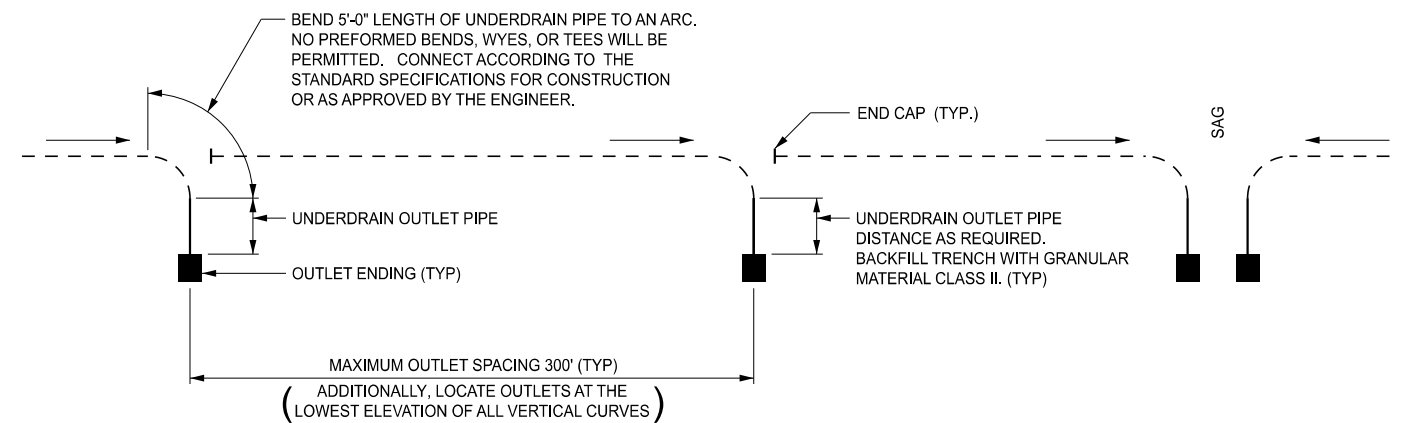 BEND 5'-0" LENGTH OF UNDERDRAIN PIPE TO AN ARC.
NO PREFORMED BENDS, WYES, OR TEES WILL BE
PERMITTED. CONNECT ACCORDING TO THE
STANDARD SPECIFICATIONS FOR CONSTRUCTION
OR AS APPROVED BY THE ENGINEER.
END CAP (TYP.)
SAG
UNDERDRAIN OUTLET PIPE
OUTLET ENDING (TYP)
UNDERDRAIN OUTLET PIPE
DISTANCE AS REQUIRED.
BACKFILL TRENCH WITH GRANULAR
MATERIAL CLASS II. (TYP)
MAXIMUM OUTLET SPACING 300' (TYP)
(ADDITIONALLY, LOCATE OUTLETS AT THE
LOWEST ELEVATION OF ALL VERTICAL CURVES)